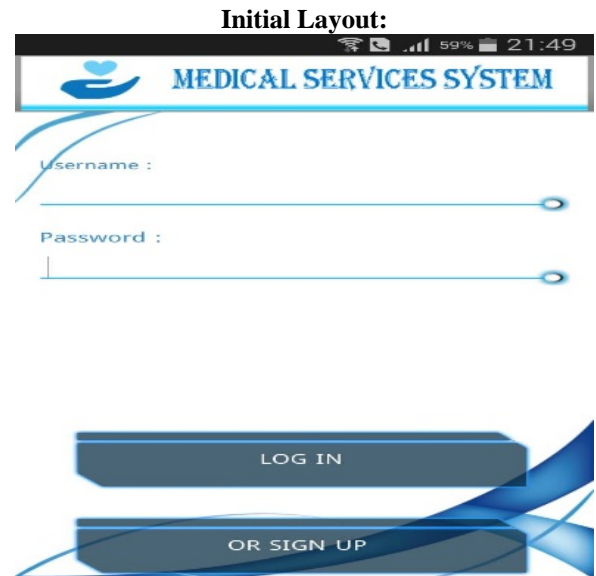 Initial Layout:
59% 21:49
MEDICAL SERVICES SYSTEM
Username :
Password :
LOG IN
OR SIGN UP